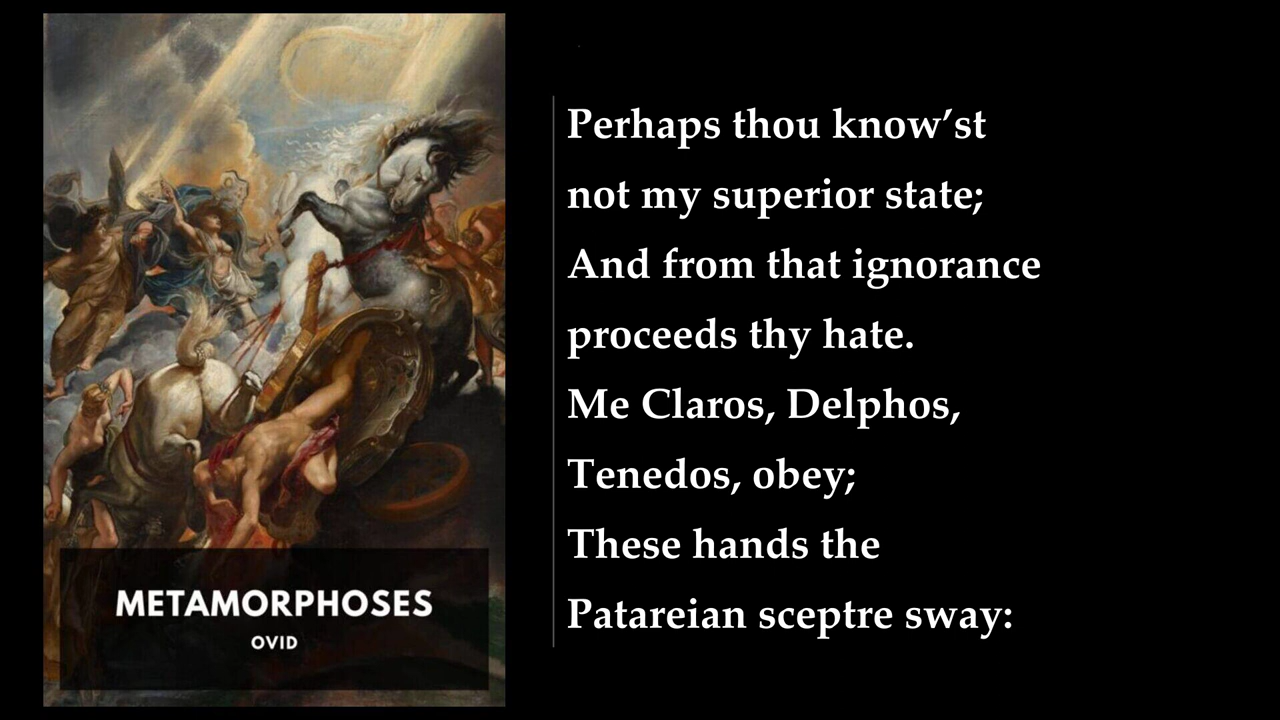 METAMORPHOSES
OVID
Perhaps thou know’st
not my superior state;
And from that ignorance
proceeds thy hate.
Me Claros, Delphos,
Tenedos, obey;
These hands the
Patareian sceptre sway: